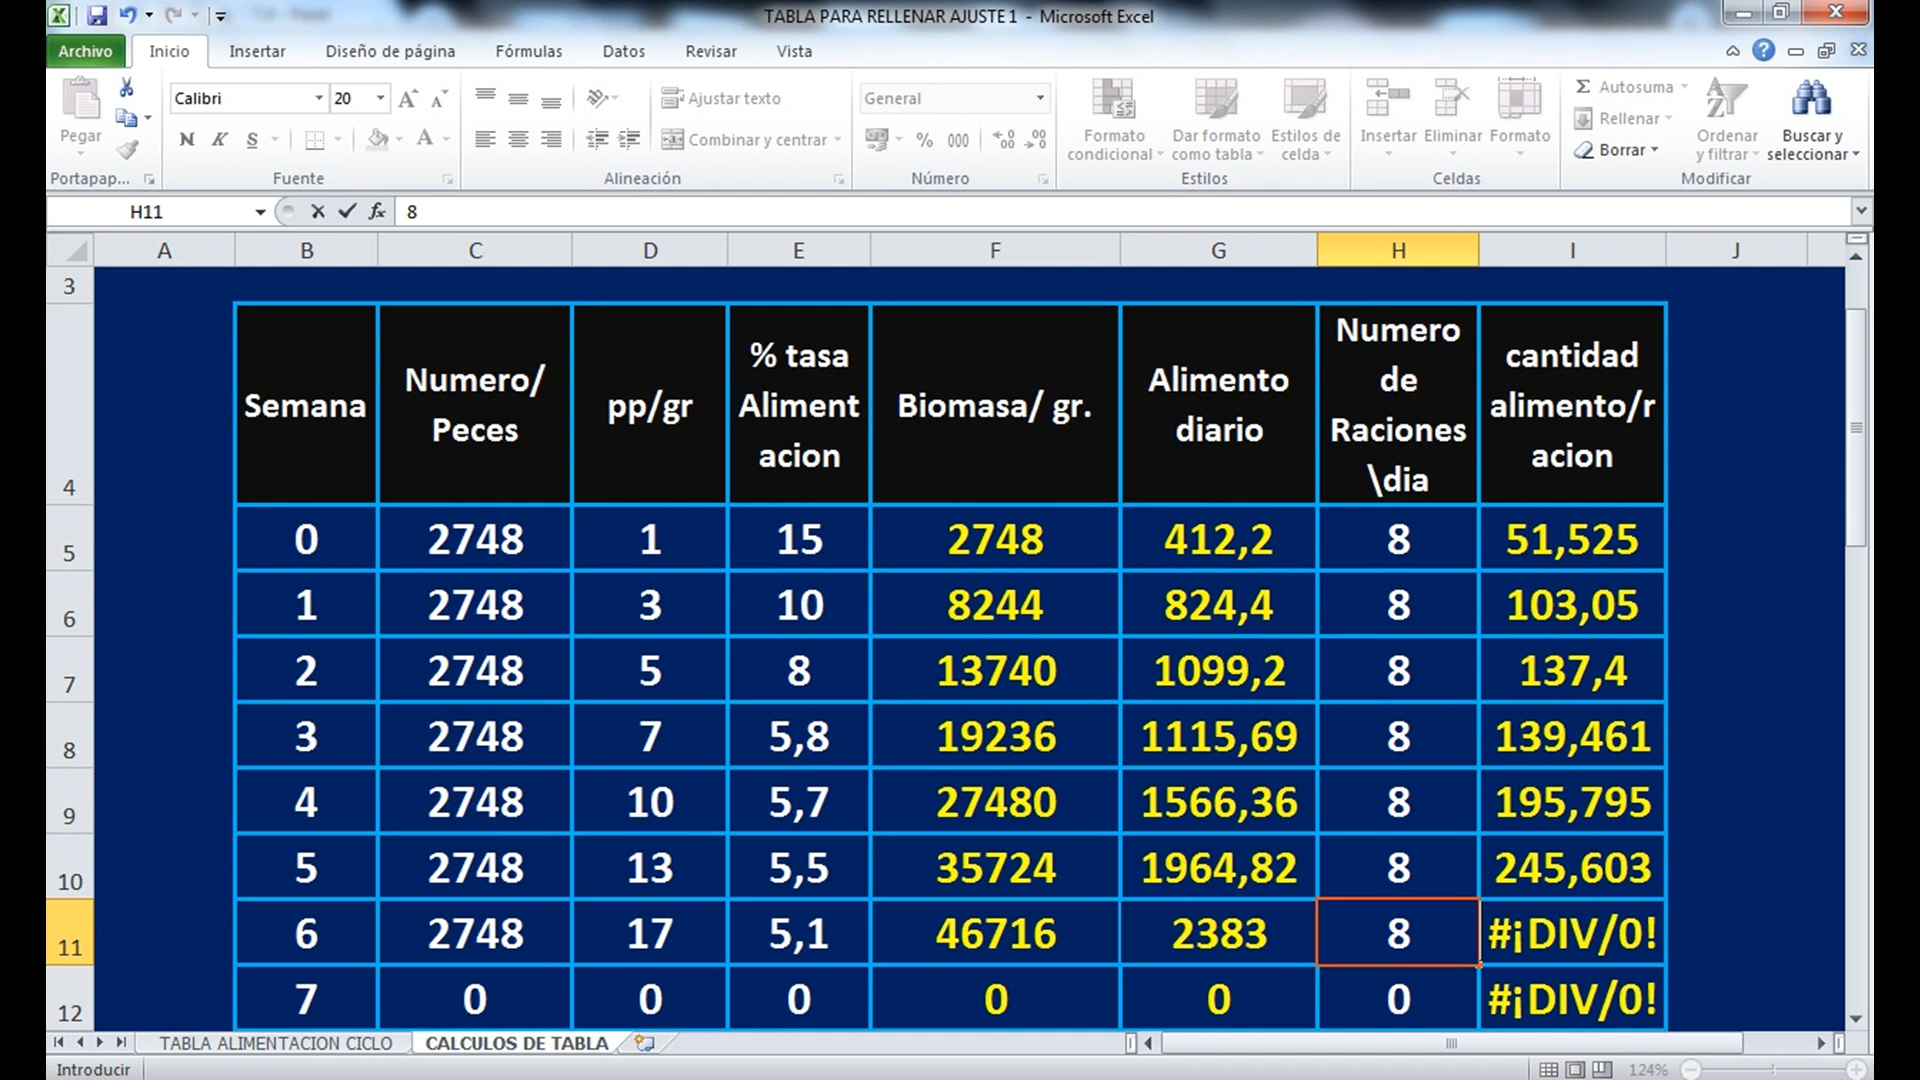 TABLA PARA RELLENAR AJUSTE 1 - Microsoft Excel
Archivo Inicio Insertar Diseño de página Fórmulas Datos Revisar Vista
Pegar
Portapap...
Calibri 20
N K S A
Fuente
Ajustar texto
Combinar y centrar
Alineación
General
% 000
Número
Formato condicional
Dar formato como tabla
Estilos de celda
Estilos
Insertar Eliminar Formato
Celdas
Σ Autosuma
Rellenar
Borrar
Ordenar y filtrar
Buscar y seleccionar
Modificar
H11 fx 8
A B C D E F G H I J
3
4 Semana Numero/ Peces pp/gr % tasa Aliment acion Biomasa/ gr. Alimento diario Numero de Raciones \dia cantidad alimento/r acion
5 0 2748 1 15 2748 412,2 8 51,525
6 1 2748 3 10 8244 824,4 8 103,05
7 2 2748 5 8 13740 1099,2 8 137,4
8 3 2748 7 5,8 19236 1115,69 8 139,461
9 4 2748 10 5,7 27480 1566,36 8 195,795
10 5 2748 13 5,5 35724 1964,82 8 245,603
11 6 2748 17 5,1 46716 2383 8 #¡DIV/0!
12 7 0 0 0 0 0 0 #¡DIV/0!
TABLA ALIMENTACION CICLO CALCULOS DE TABLA
Introducir 124%